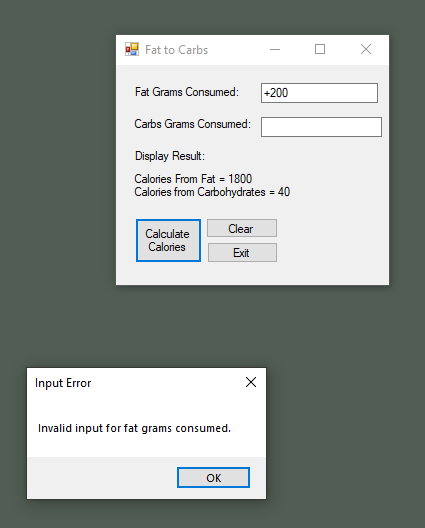 Fat to Carbs
Fat Grams Consumed:
+200
Carbs Grams Consumed:
Display Result:
Calories From Fat = 1800
Calories from Carbohydrates = 40
Calculate
Calories
Clear
Exit
Input Error
Invalid input for fat grams consumed.
OK